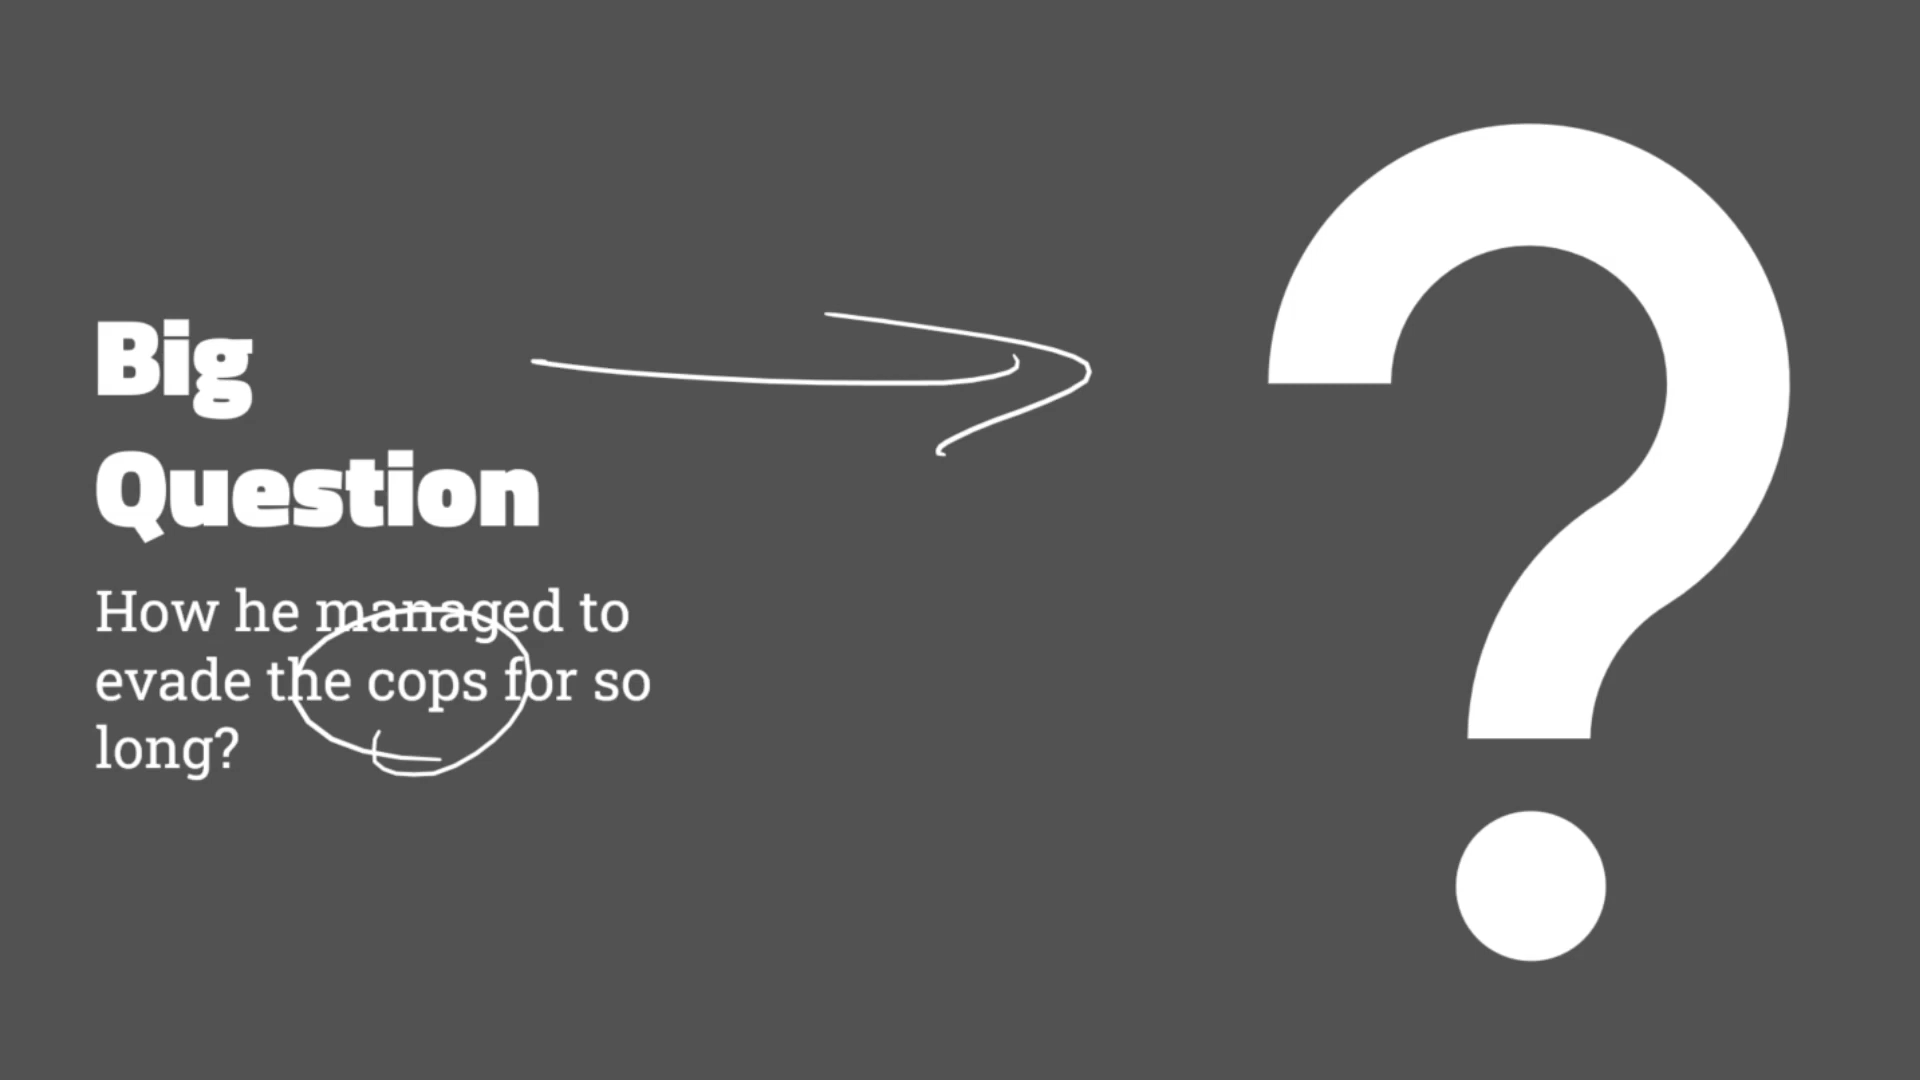 Big
Question
How he managed to
evade the cops for so
long?
?